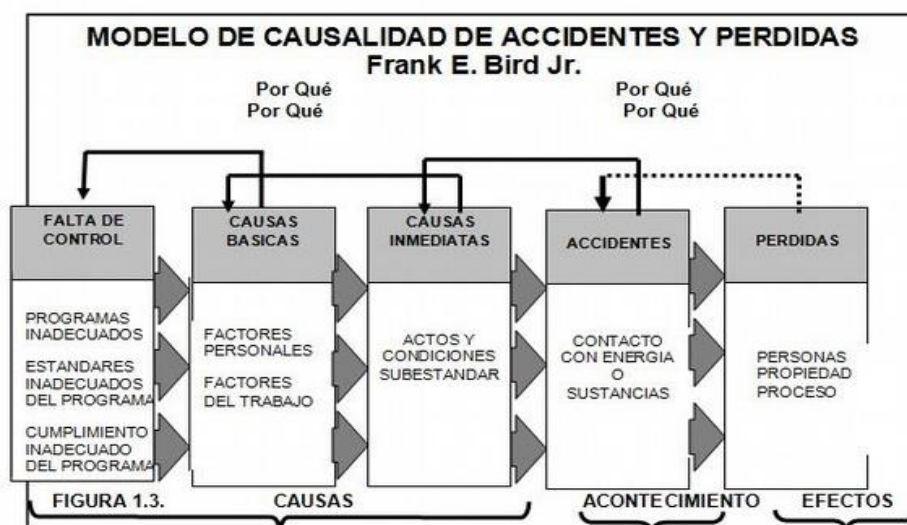 MODELO DE CAUSALIDAD DE ACCIDENTES Y PERDIDAS
Frank E. Bird Jr.
Por Qué
Por Qué
Por Qué
Por Qué
FALTA DE
CONTROL
PROGRAMAS
INADECUADOS
ESTANDARES
INADECUADOS
DEL PROGRAMA
CUMPLIMIENTO
INADECUADO
DEL PROGRAMA
CAUSAS
BASICAS
FACTORES
PERSONALES
FACTORES
DEL TRABAJO
CAUSAS
INMEDIATAS
ACTOS Y
CONDICIONES
SUBESTANDAR
ACCIDENTES
CONTACTO
CON ENERGIA
O
SUSTANCIAS
PERDIDAS
PERSONAS
PROPIEDAD
PROCESO
FIGURA 1.3.
CAUSAS
ACONTECIMIENTO
EFECTOS